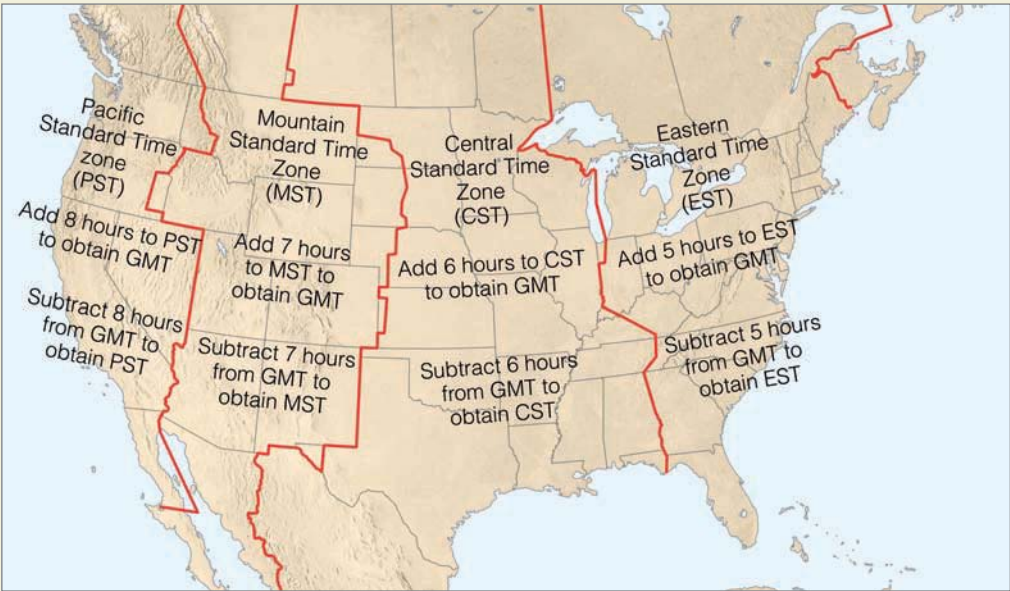 Pacific
Standard Time
zone
(PST)
Add 8 hours to PST
to obtain GMT
Subtract 8 hours
from GMT to
obtain PST
Mountain
Standard Time
Zone
(MST)
Add 7 hours
to MST to
obtain GMT
Subtract 7 hours
from GMT to
obtain MST
Central
Standard Time
Zone
(CST)
Add 6 hours to CST
to obtain GMT
Subtract 6 hours
from GMT to
obtain CST
Eastern
Standard Time
Zone
(EST)
Add 5 hours to EST
to obtain GMT
Subtract 5 hours
from GMT to
obtain EST